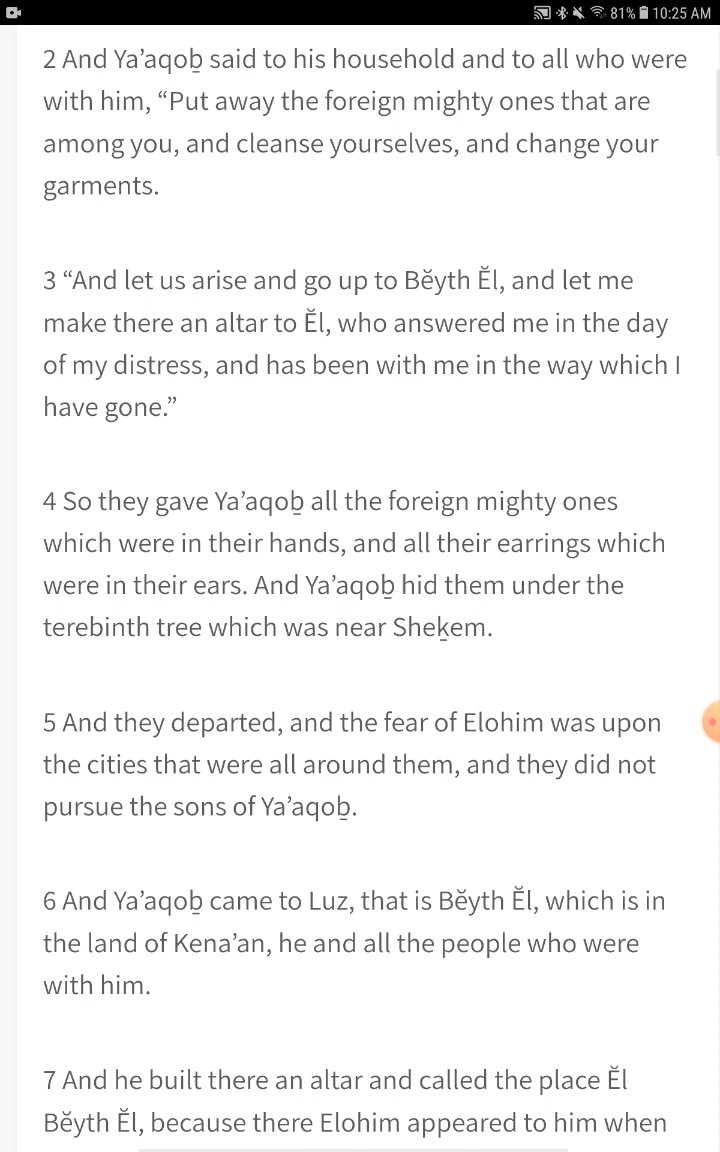 81% 10:25 AM
2 And Ya’aqoḇ said to his household and to all who were
with him, “Put away the foreign mighty ones that are
among you, and cleanse yourselves, and change your
garments.
3 “And let us arise and go up to Bĕyth Ĕl, and let me
make there an altar to Ĕl, who answered me in the day
of my distress, and has been with me in the way which I
have gone.”
4 So they gave Ya’aqoḇ all the foreign mighty ones
which were in their hands, and all their earrings which
were in their ears. And Ya’aqoḇ hid them under the
terebinth tree which was near Sheḵem.
5 And they departed, and the fear of Elohim was upon
the cities that were all around them, and they did not
pursue the sons of Ya’aqoḇ.
6 And Ya’aqoḇ came to Luz, that is Bĕyth Ĕl, which is in
the land of Kena’an, he and all the people who were
with him.
7 And he built there an altar and called the place Ĕl
Bĕyth Ĕl, because there Elohim appeared to him when